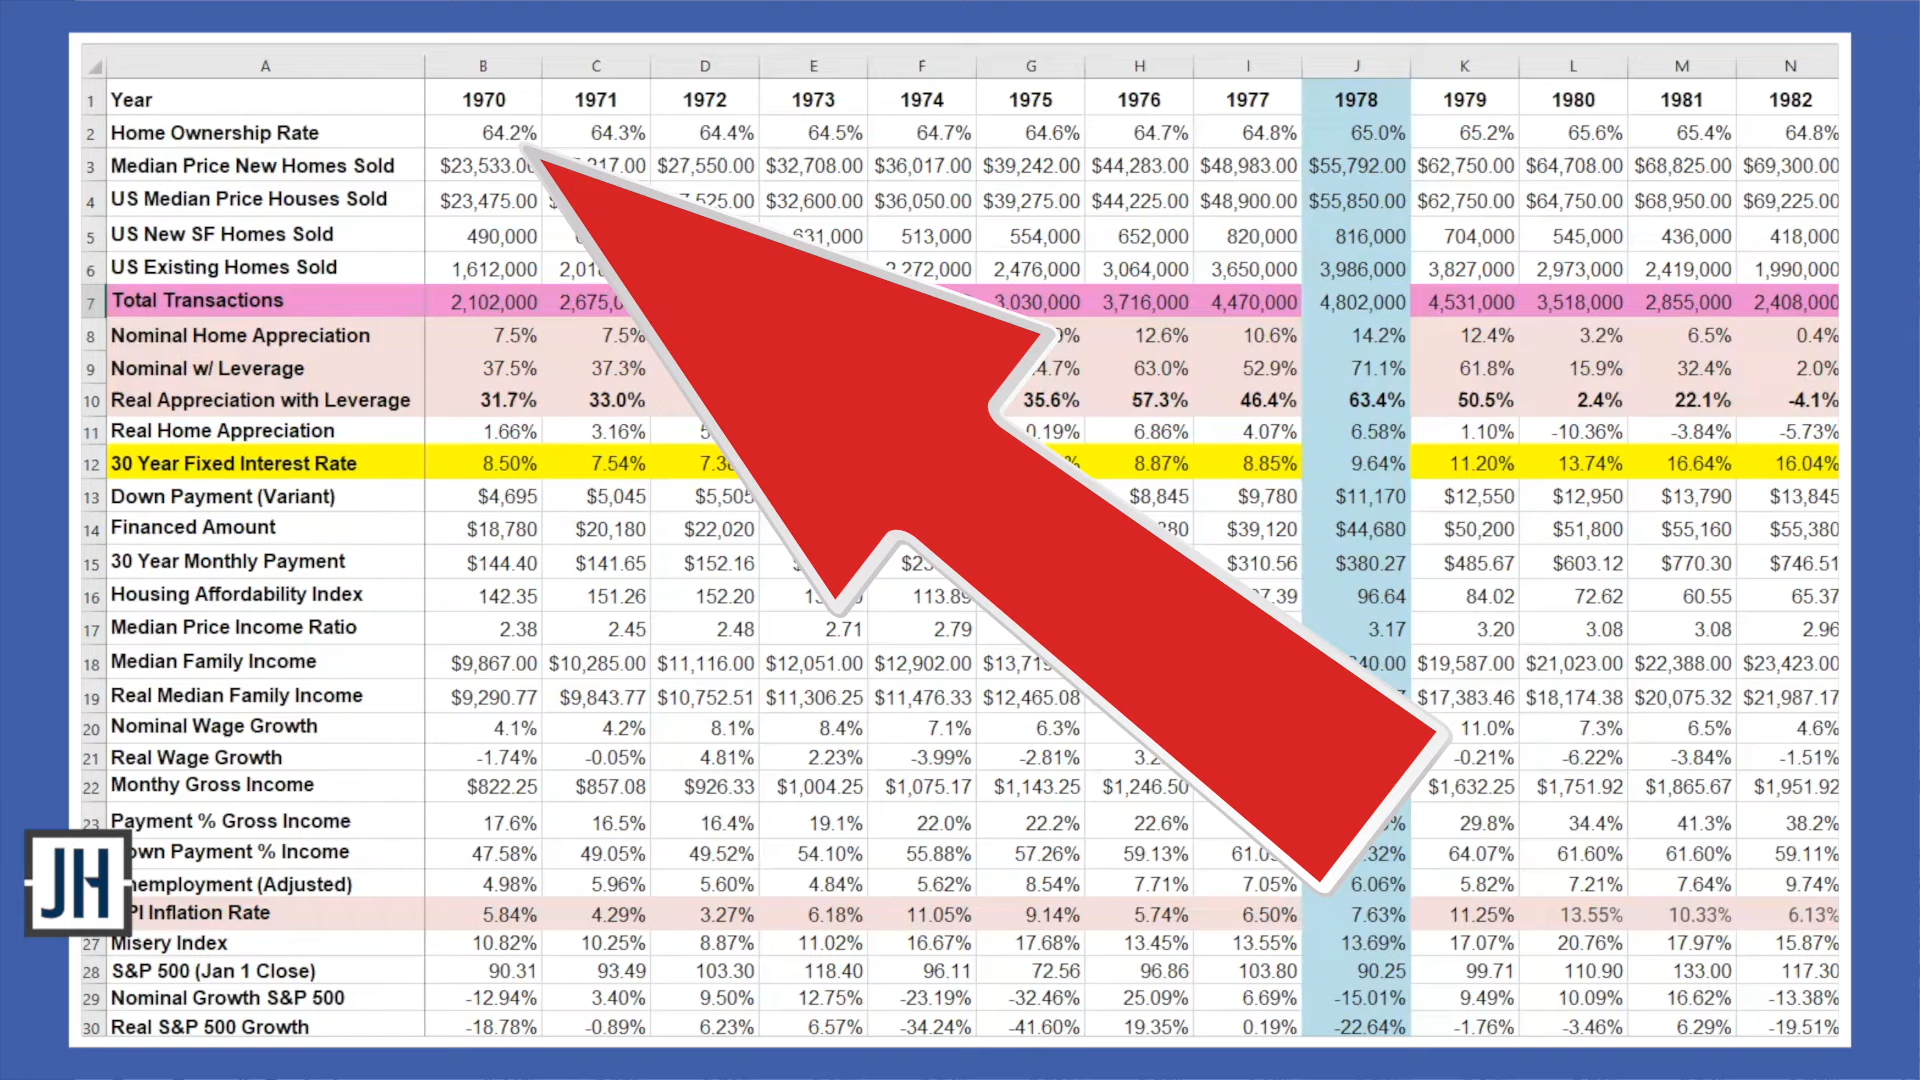 A B C D E F G H I J K L M N
1 Year 1970 1971 1972 1973 1974 1975 1976 1977 1978 1979 1980 1981 1982
2 Home Ownership Rate 64.2% 64.3% 64.4% 64.5% 64.7% 64.6% 64.7% 64.8% 65.0% 65.2% 65.6% 65.4% 64.8%
3 Median Price New Homes Sold $23,533.00 $27,550.00 $32,708.00 $36,017.00 $39,242.00 $44,283.00 $48,983.00 $55,792.00 $62,750.00 $64,708.00 $68,825.00 $69,300.00
4 US Median Price Houses Sold $23,475.00 $32,600.00 $36,050.00 $39,275.00 $44,225.00 $48,900.00 $55,850.00 $62,750.00 $64,750.00 $68,950.00 $69,225.00
5 US New SF Homes Sold 490,000 631,000 513,000 554,000 652,000 820,000 816,000 704,000 545,000 436,000 418,000
6 US Existing Homes Sold 1,612,000 2,272,000 2,476,000 3,064,000 3,650,000 3,986,000 3,827,000 2,973,000 2,419,000 1,990,000
7 Total Transactions 2,102,000 2,675,0 3,030,000 3,716,000 4,470,000 4,802,000 4,531,000 3,518,000 2,855,000 2,408,000
8 Nominal Home Appreciation 7.5% 7.5% 12.6% 10.6% 14.2% 12.4% 3.2% 6.5% 0.4%
9 Nominal w/ Leverage 37.5% 37.3% 63.0% 52.9% 71.1% 61.8% 15.9% 32.4% 2.0%
10 Real Appreciation with Leverage 31.7% 33.0% 35.6% 57.3% 46.4% 63.4% 50.5% 2.4% 22.1% -4.1%
11 Real Home Appreciation 1.66% 3.16% 0.19% 6.86% 4.07% 6.58% 1.10% -10.36% -3.84% -5.73%
12 30 Year Fixed Interest Rate 8.50% 7.54% 8.87% 8.85% 9.64% 11.20% 13.74% 16.64% 16.04%
13 Down Payment (Variant) $4,695 $5,045 $5,505 $8,845 $9,780 $11,170 $12,550 $12,950 $13,790 $13,845
14 Financed Amount $18,780 $20,180 $22,020 $39,120 $44,680 $50,200 $51,800 $55,160 $55,380
15 30 Year Monthly Payment $144.40 $141.65 $152.16 $310.56 $380.27 $485.67 $603.12 $770.30 $746.51
16 Housing Affordability Index 142.35 151.26 152.20 113.89 96.64 84.02 72.62 60.55 65.37
17 Median Price Income Ratio 2.38 2.45 2.48 2.71 2.79 3.17 3.20 3.08 3.08 2.96
18 Median Family Income $9,867.00 $10,285.00 $11,116.00 $12,051.00 $12,902.00 $19,587.00 $21,023.00 $22,388.00 $23,423.00
19 Real Median Family Income $9,290.77 $9,843.77 $10,752.51 $11,306.25 $11,476.33 $12,465.08 $17,383.46 $18,174.38 $20,075.32 $21,987.17
20 Nominal Wage Growth 4.1% 4.2% 8.1% 8.4% 7.1% 6.3% 11.0% 7.3% 6.5% 4.6%
21 Real Wage Growth -1.74% -0.05% 4.81% 2.23% -3.99% -2.81% -0.21% -6.22% -3.84% -1.51%
22 Monthy Gross Income $822.25 $857.08 $926.33 $1,004.25 $1,075.17 $1,143.25 $1,246.50 $1,632.25 $1,751.92 $1,865.67 $1,951.92
23 Payment % Gross Income 17.6% 16.5% 16.4% 19.1% 22.0% 22.2% 22.6% 29.8% 34.4% 41.3% 38.2%
own Payment % Income 47.58% 49.05% 49.52% 54.10% 55.88% 57.26% 59.13% 64.07% 61.60% 61.60% 59.11%
nemployment (Adjusted) 4.98% 5.96% 5.60% 4.84% 5.62% 8.54% 7.71% 7.05% 6.06% 5.82% 7.21% 7.64% 9.74%
PI Inflation Rate 5.84% 4.29% 3.27% 6.18% 11.05% 9.14% 5.74% 6.50% 7.63% 11.25% 13.55% 10.33% 6.13%
27 Misery Index 10.82% 10.25% 8.87% 11.02% 16.67% 17.68% 13.45% 13.55% 13.69% 17.07% 20.76% 17.97% 15.87%
28 S&P 500 (Jan 1 Close) 90.31 93.49 103.30 118.40 96.11 72.56 96.86 103.80 90.25 99.71 110.90 133.00 117.30
29 Nominal Growth S&P 500 -12.94% 3.40% 9.50% 12.75% -23.19% -32.46% 25.09% 6.69% -15.01% 9.49% 10.09% 16.62% -13.38%
30 Real S&P 500 Growth -18.78% -0.89% 6.23% 6.57% -34.24% -41.60% 19.35% 0.19% -22.64% -1.76% -3.46% 6.29% -19.51%
JH